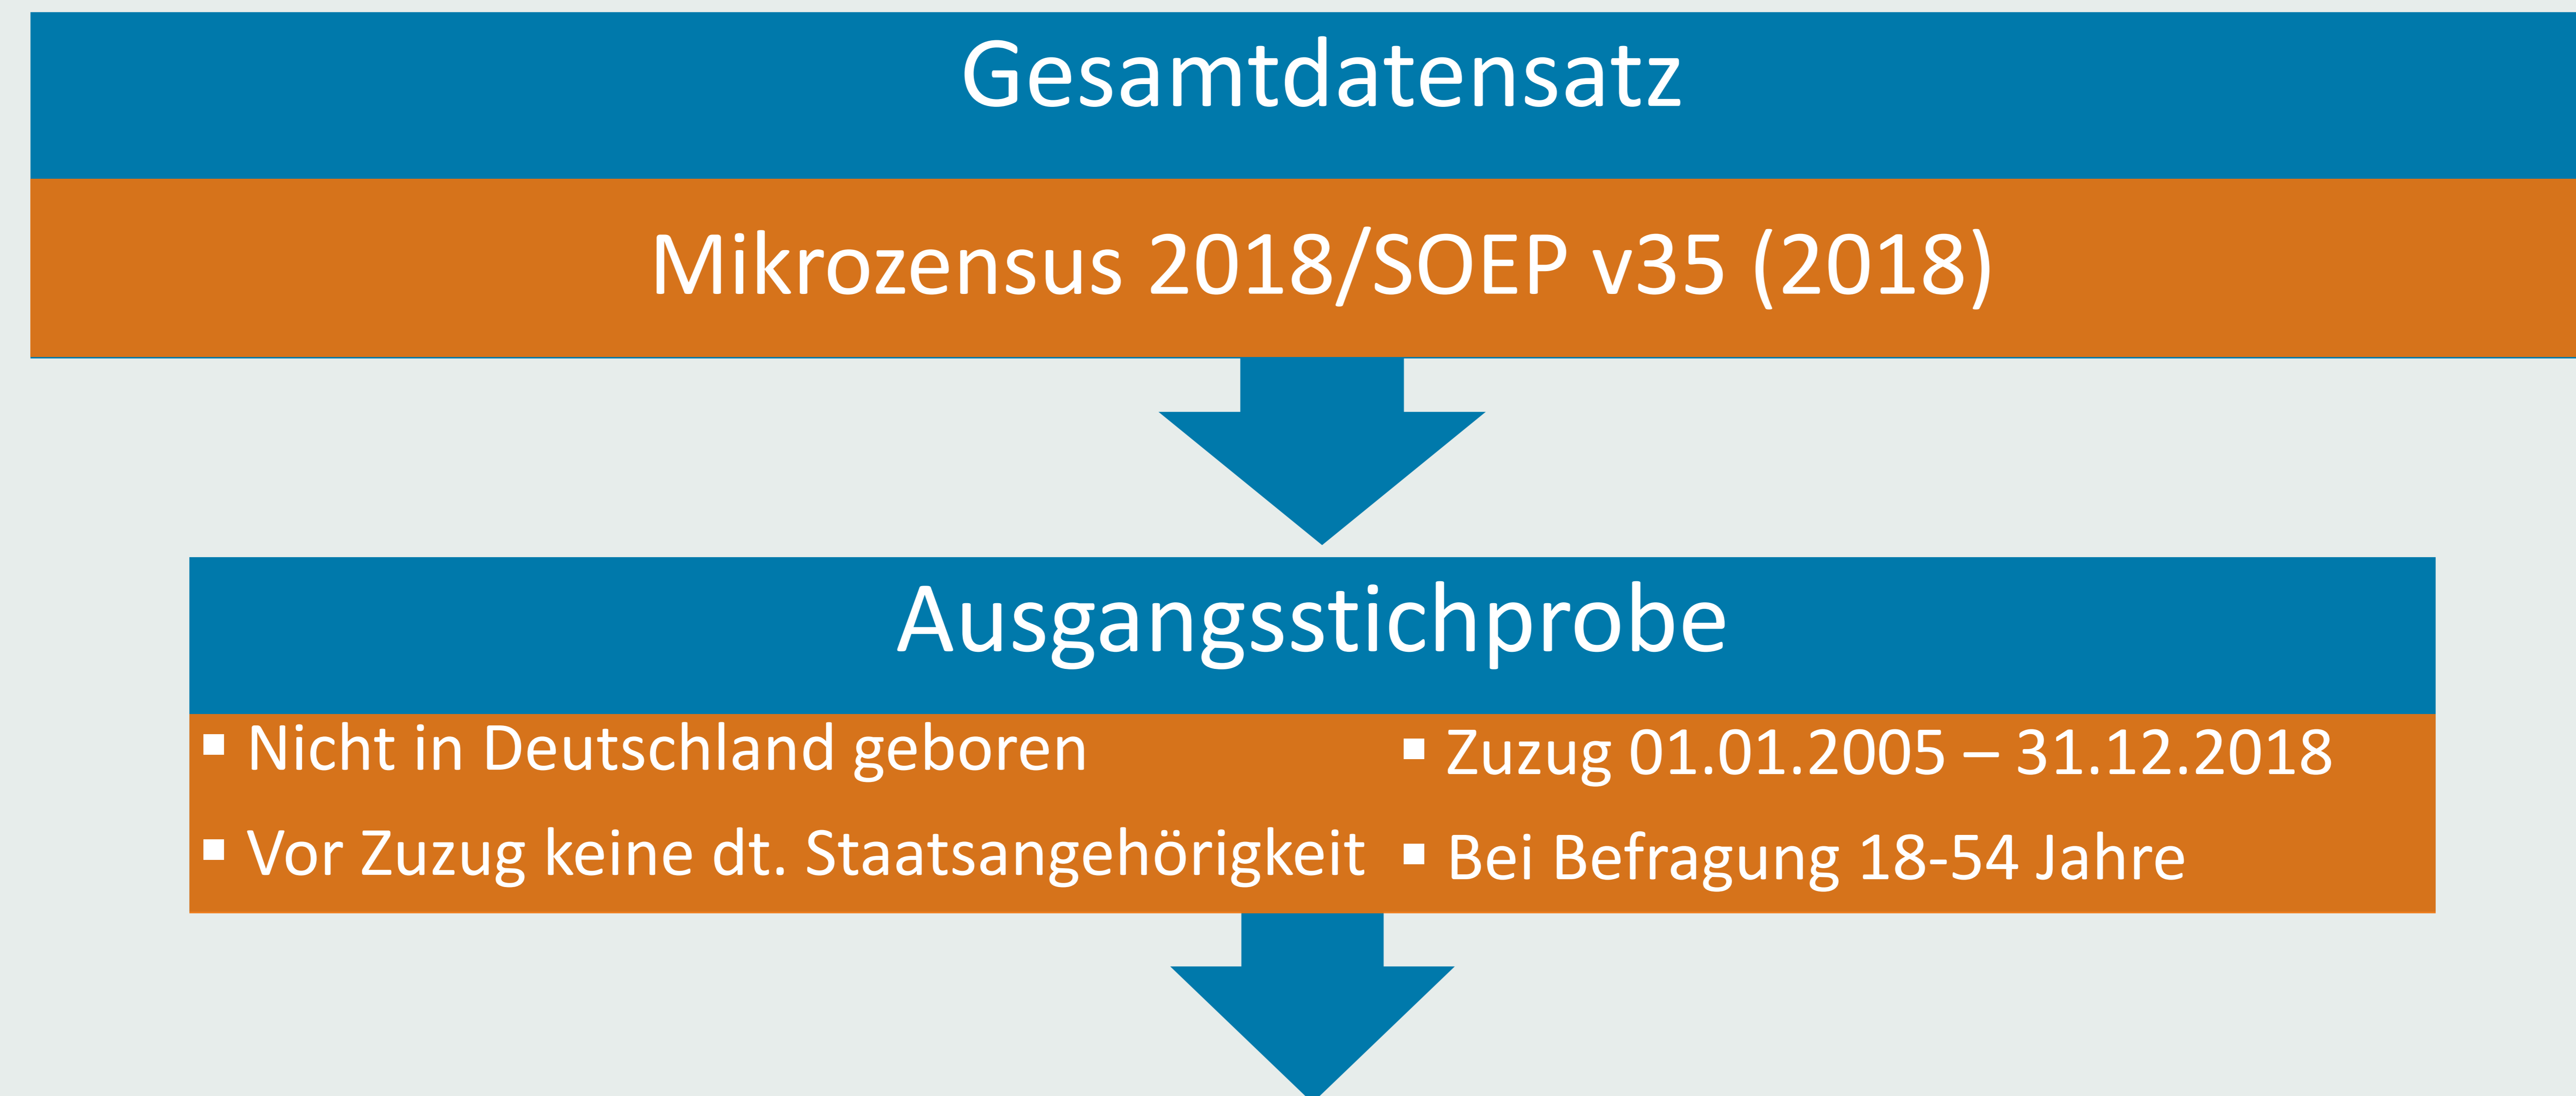 Gesamtdatensatz
Mikrozensus 2018/SOEP v35 (2018)
Ausgangsstichprobe
▪ Nicht in Deutschland geboren
▪ Vor Zuzug keine dt. Staatsangehörigkeit
▪ Zuzug 01.01.2005 – 31.12.2018
▪ Bei Befragung 18-54 Jahre